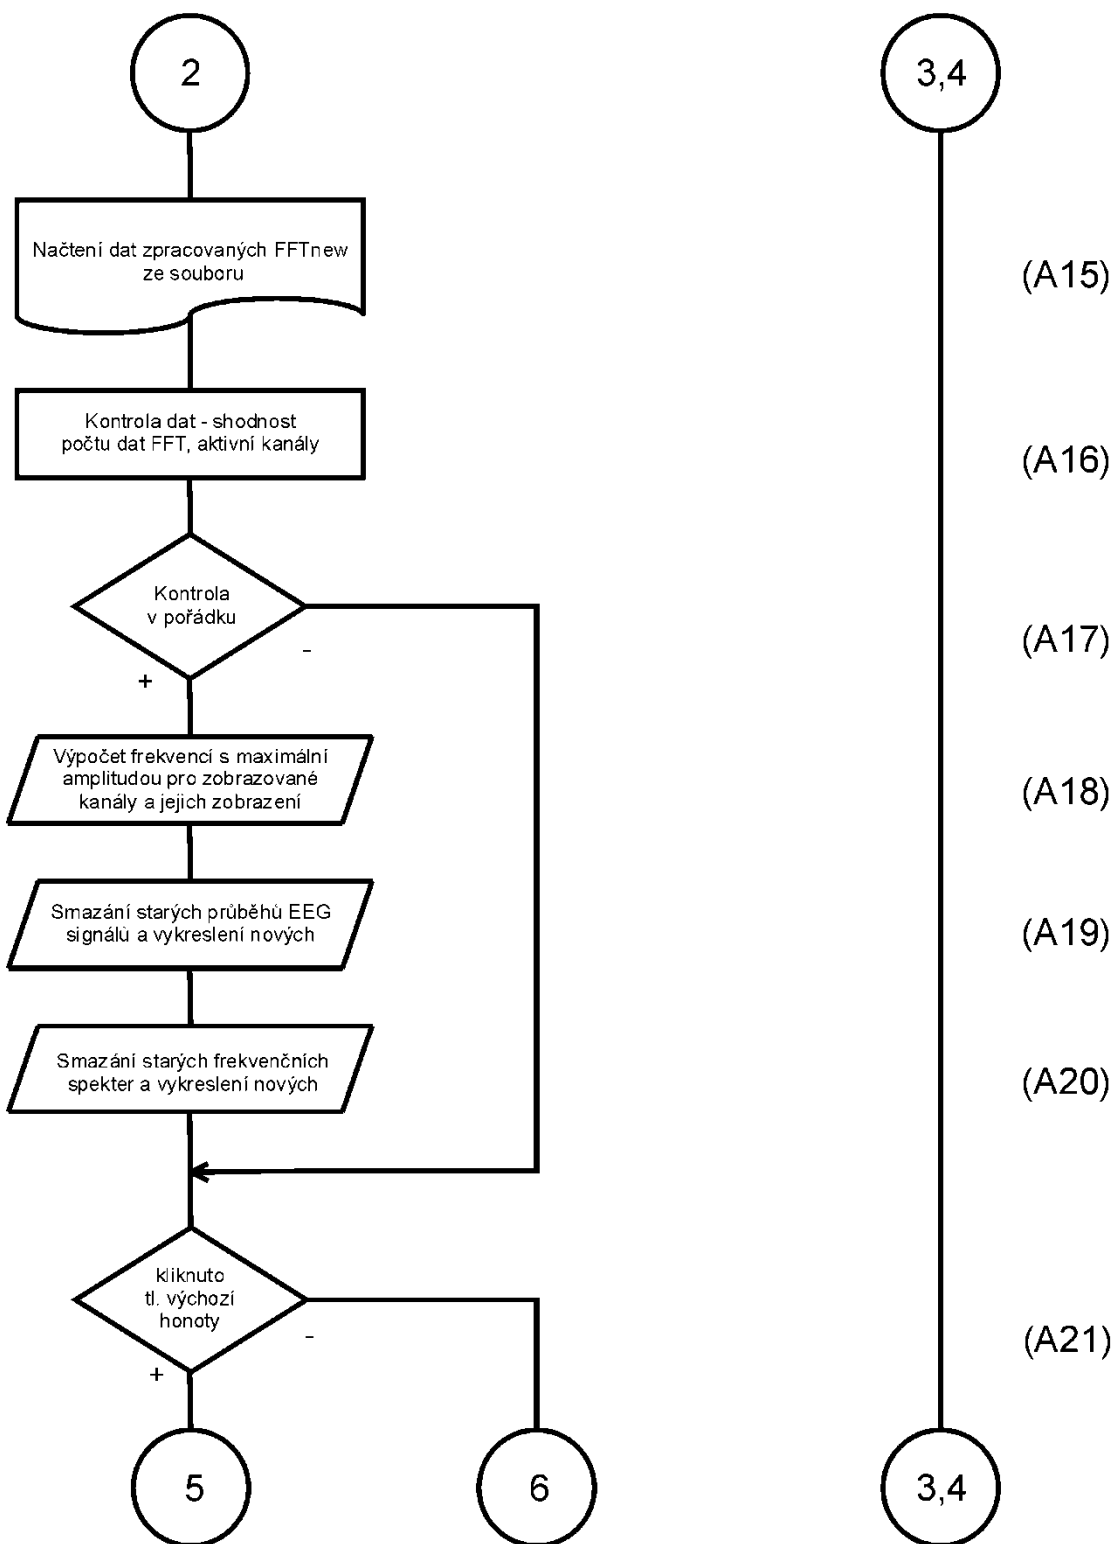 2
3,4
Načtení dat zpracovaných FFTnew
ze souboru
(A15)
Kontrola dat - shodnost
počtu dat FFT, aktivní kanály
(A16)
Kontrola
v pořádku
-
+
(A17)
Výpočet frekvencí s maximální
amplitudou pro zobrazované
kanály a jejich zobrazení
(A18)
Smazání starých průběhů EEG
signálů a vykreslení nových
(A19)
Smazání starých frekvenčních
spekter a vykreslení nových
(A20)
kliknuto
tl. výchozí
honoty
-
+
(A21)
5
6
3,4